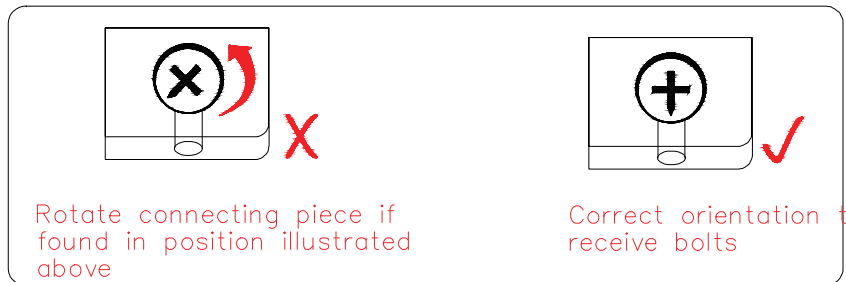 Rotate connecting piece if
found in position illustrated
above
Correct orientation t
receive bolts